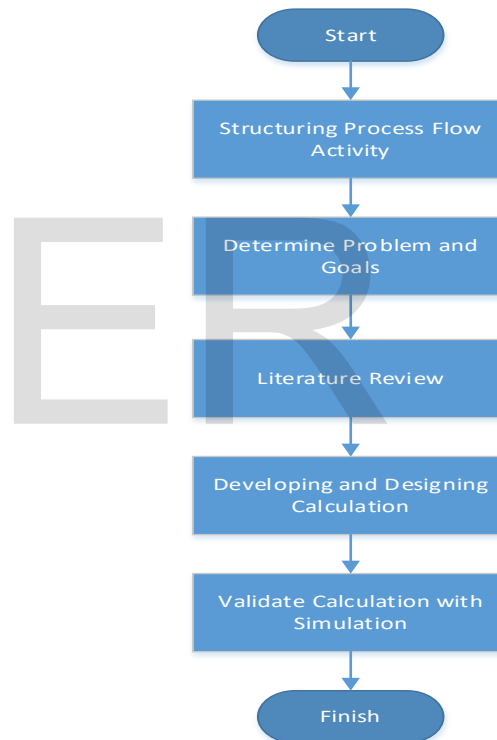 Start
Structuring Process Flow
Activity
Determine Problem and
Goals
ER
Literature Review
Developing and Designing
Calculation
Validate Calculation with
Simulation
Finish